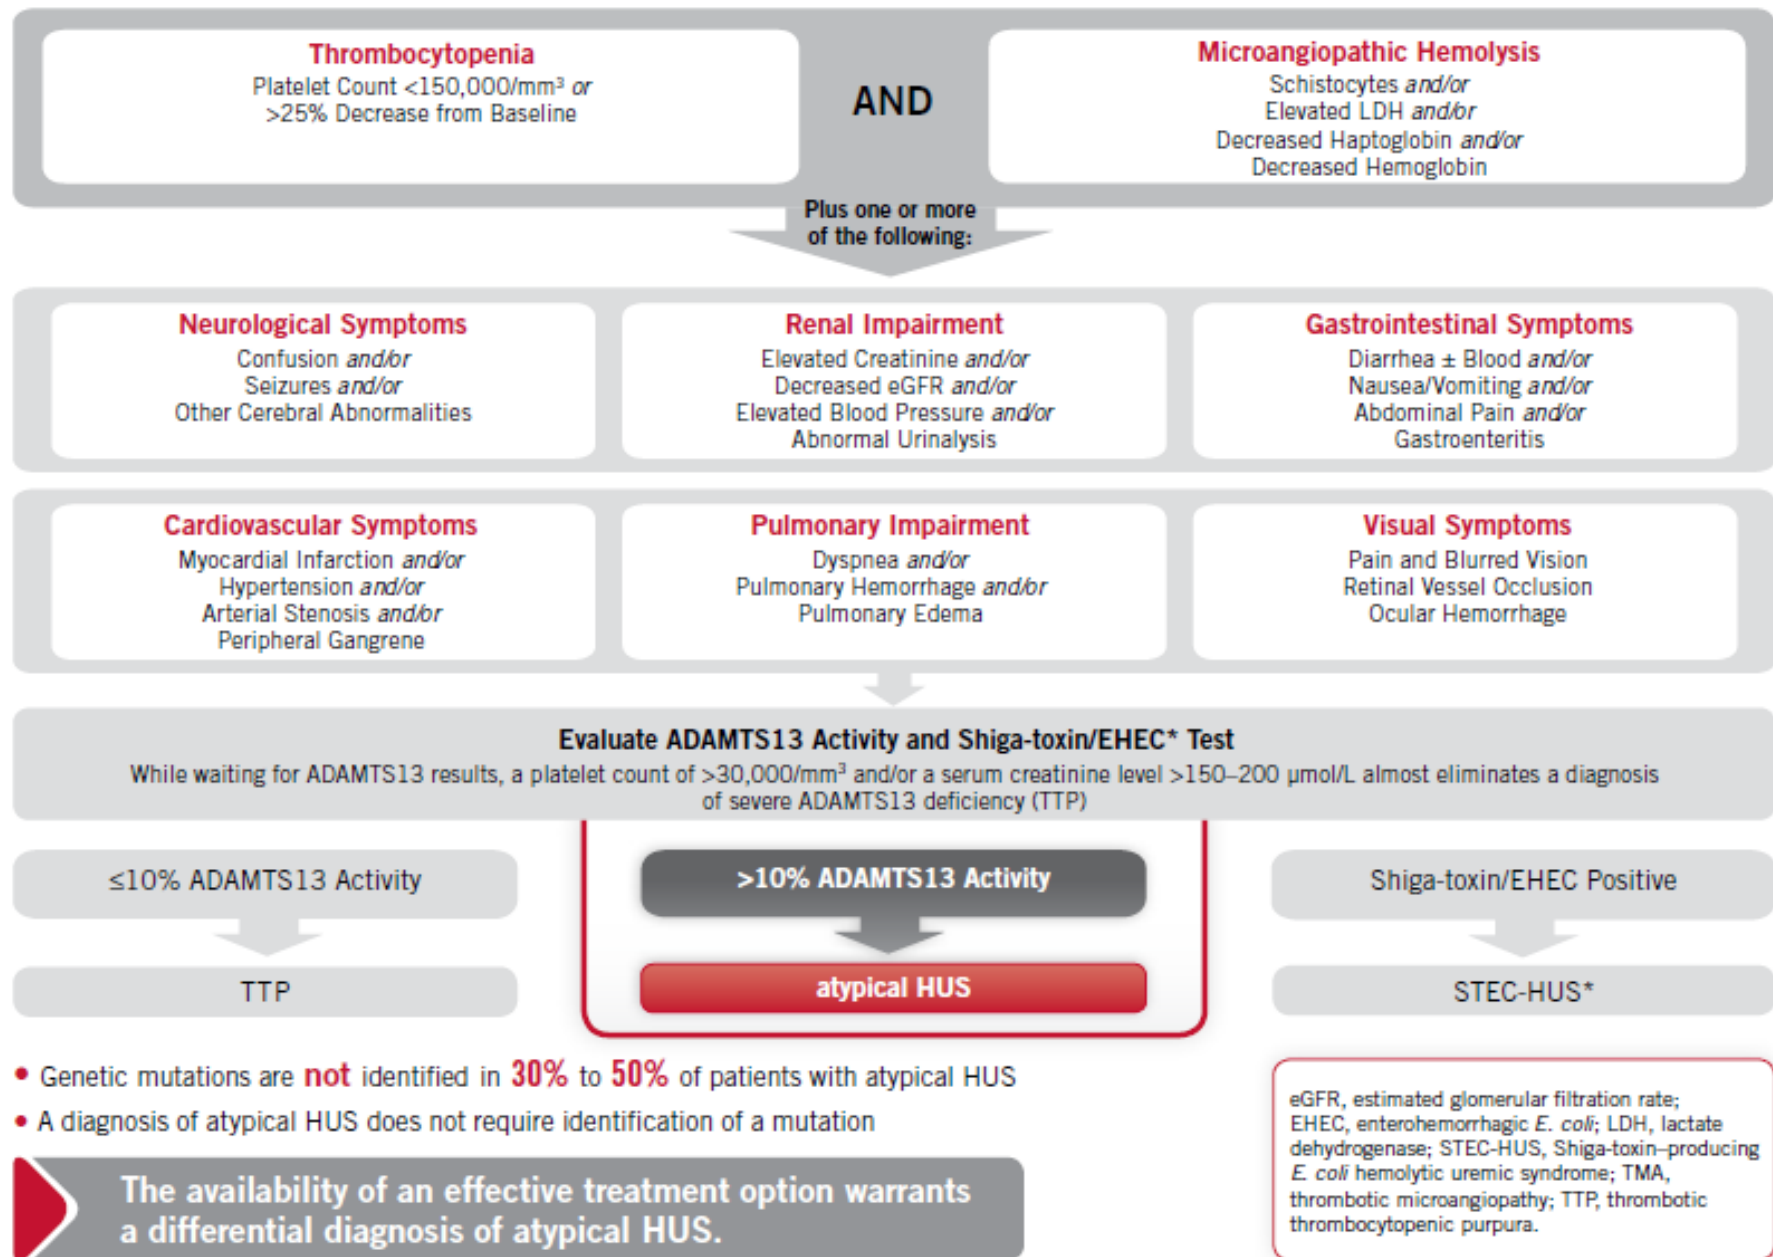 Thrombocytopenia
Platelet Count <150,000/mm³ or
>25% Decrease from Baseline
AND
Microangiopathic Hemolysis
Schistocytes and/or
Elevated LDH and/or
Decreased Haptoglobin and/or
Decreased Hemoglobin
Plus one or more
of the following:
Neurological Symptoms
Confusion and/or
Seizures and/or
Other Cerebral Abnormalities
Renal Impairment
Elevated Creatinine and/or
Decreased eGFR and/or
Elevated Blood Pressure and/or
Abnormal Urinalysis
Gastrointestinal Symptoms
Diarrhea ± Blood and/or
Nausea/Vomiting and/or
Abdominal Pain and/or
Gastroenteritis
Cardiovascular Symptoms
Myocardial Infarction and/or
Hypertension and/or
Arterial Stenosis and/or
Peripheral Gangrene
Pulmonary Impairment
Dyspnea and/or
Pulmonary Hemorrhage and/or
Pulmonary Edema
Visual Symptoms
Pain and Blurred Vision
Retinal Vessel Occlusion
Ocular Hemorrhage
Evaluate ADAMTS13 Activity and Shiga-toxin/EHEC* Test
While waiting for ADAMTS13 results, a platelet count of >30,000/mm³ and/or a serum creatinine level >150–200 µmol/L almost eliminates a diagnosis
of severe ADAMTS13 deficiency (TTP)
≤10% ADAMTS13 Activity
TTP
>10% ADAMTS13 Activity
atypical HUS
Shiga-toxin/EHEC Positive
STEC-HUS*
• Genetic mutations are not identified in 30% to 50% of patients with atypical HUS
• A diagnosis of atypical HUS does not require identification of a mutation
The availability of an effective treatment option warrants
a differential diagnosis of atypical HUS.
eGFR, estimated glomerular filtration rate;
EHEC, enterohemorrhagic E. coli; LDH, lactate
dehydrogenase; STEC-HUS, Shiga-toxin–producing
E. coli hemolytic uremic syndrome; TMA,
thrombotic microangiopathy; TTP, thrombotic
thrombocytopenic purpura.